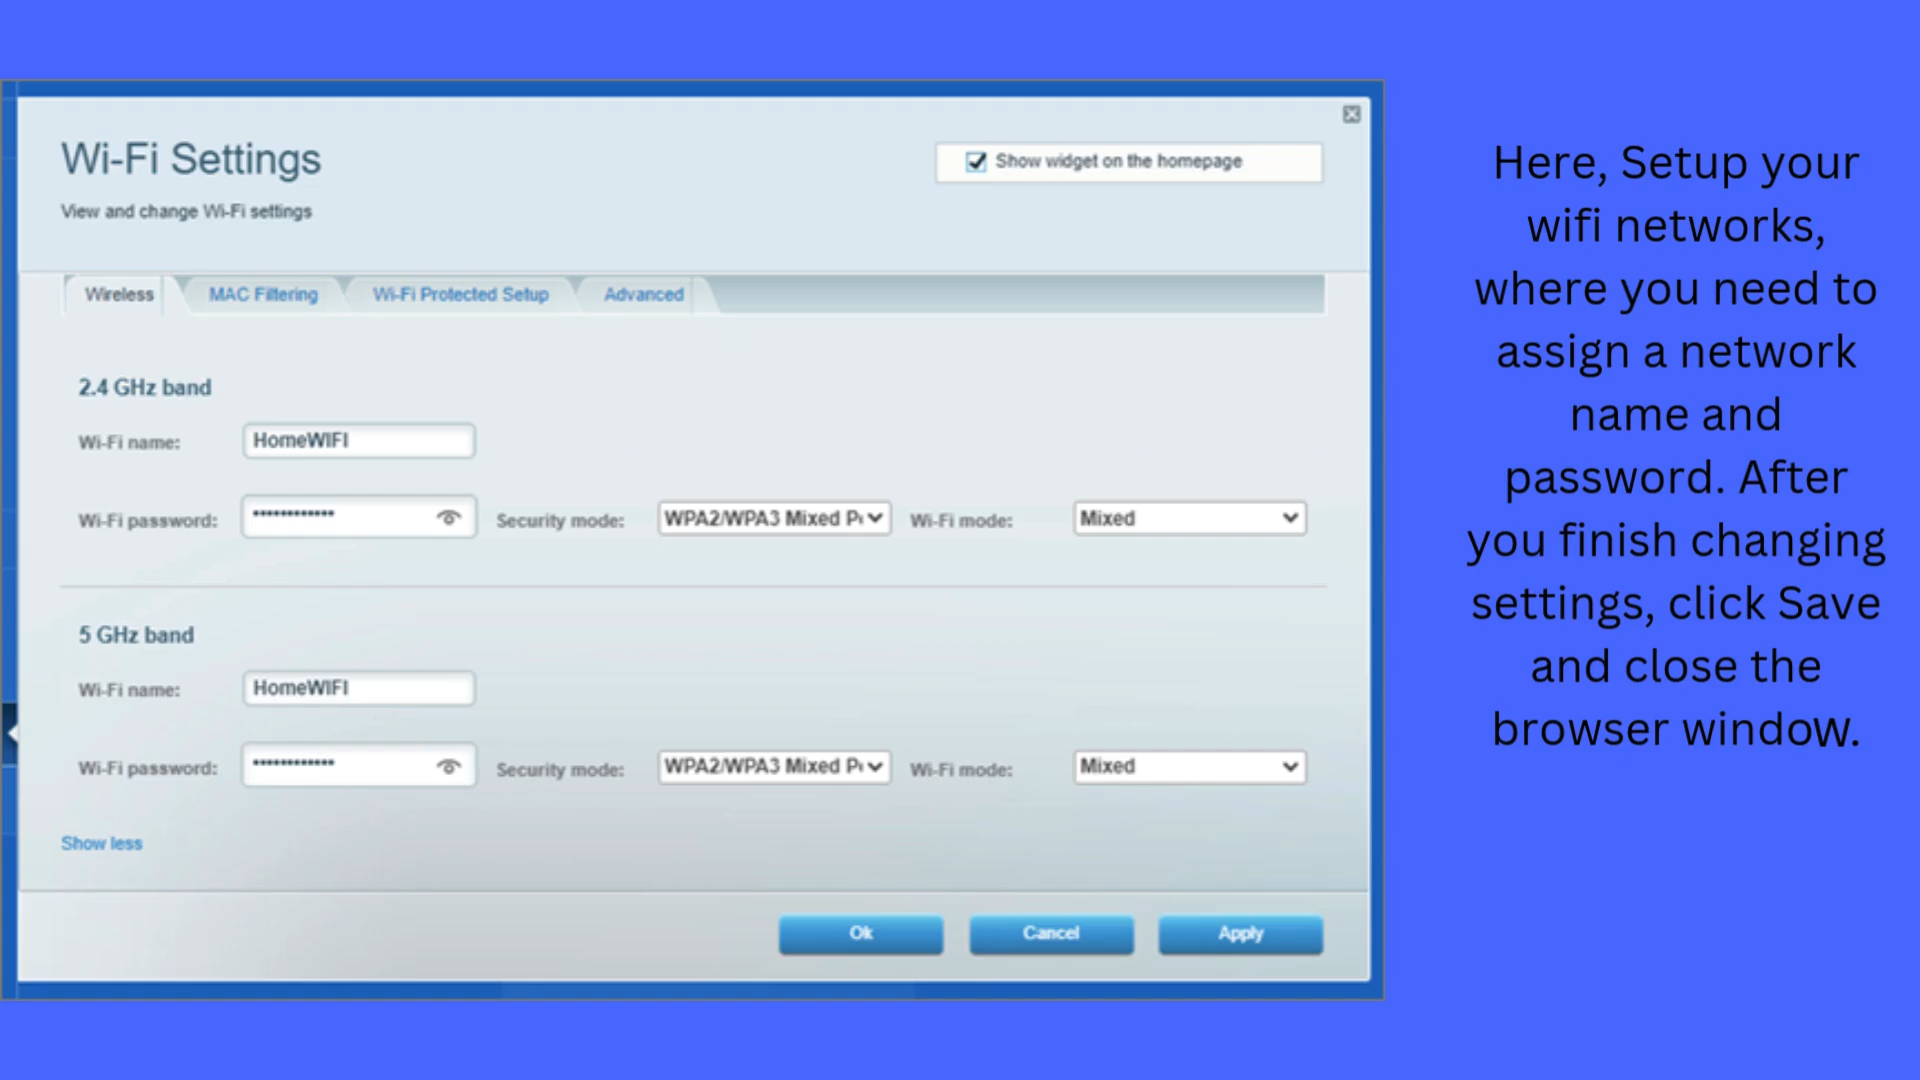 Wi-Fi Settings
Show widget on the homepage
View and change Wi-Fi settings
Wireless MAC Filtering Wi-Fi Protected Setup Advanced
2.4 GHz band
Wi-Fi name: HomeWIFI
Wi-Fi password: •••••••••••• Security mode: WPA2/WPA3 Mixed Wi-Fi mode: Mixed
5 GHz band
Wi-Fi name: HomeWIFI
Wi-Fi password: •••••••••••• Security mode: WPA2/WPA3 Mixed Wi-Fi mode: Mixed
Show less
Ok Cancel Apply
Here, Setup your
wifi networks,
where you need to
assign a network
name and
password. After
you finish changing
settings, click Save
and close the
browser window.